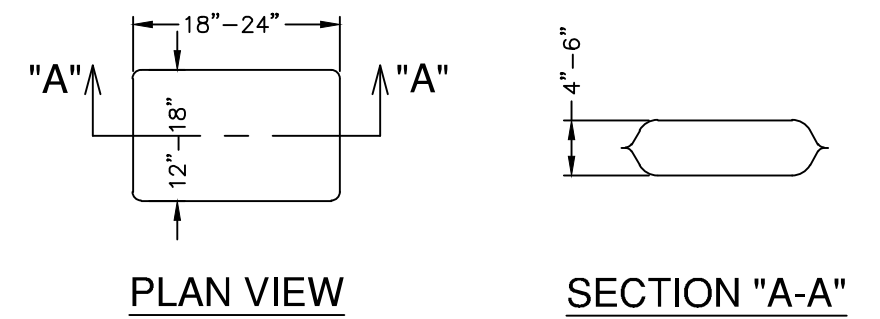 18"-24"
"A"
"A"
12"-18"
4"-6"
PLAN VIEW
SECTION "A-A"